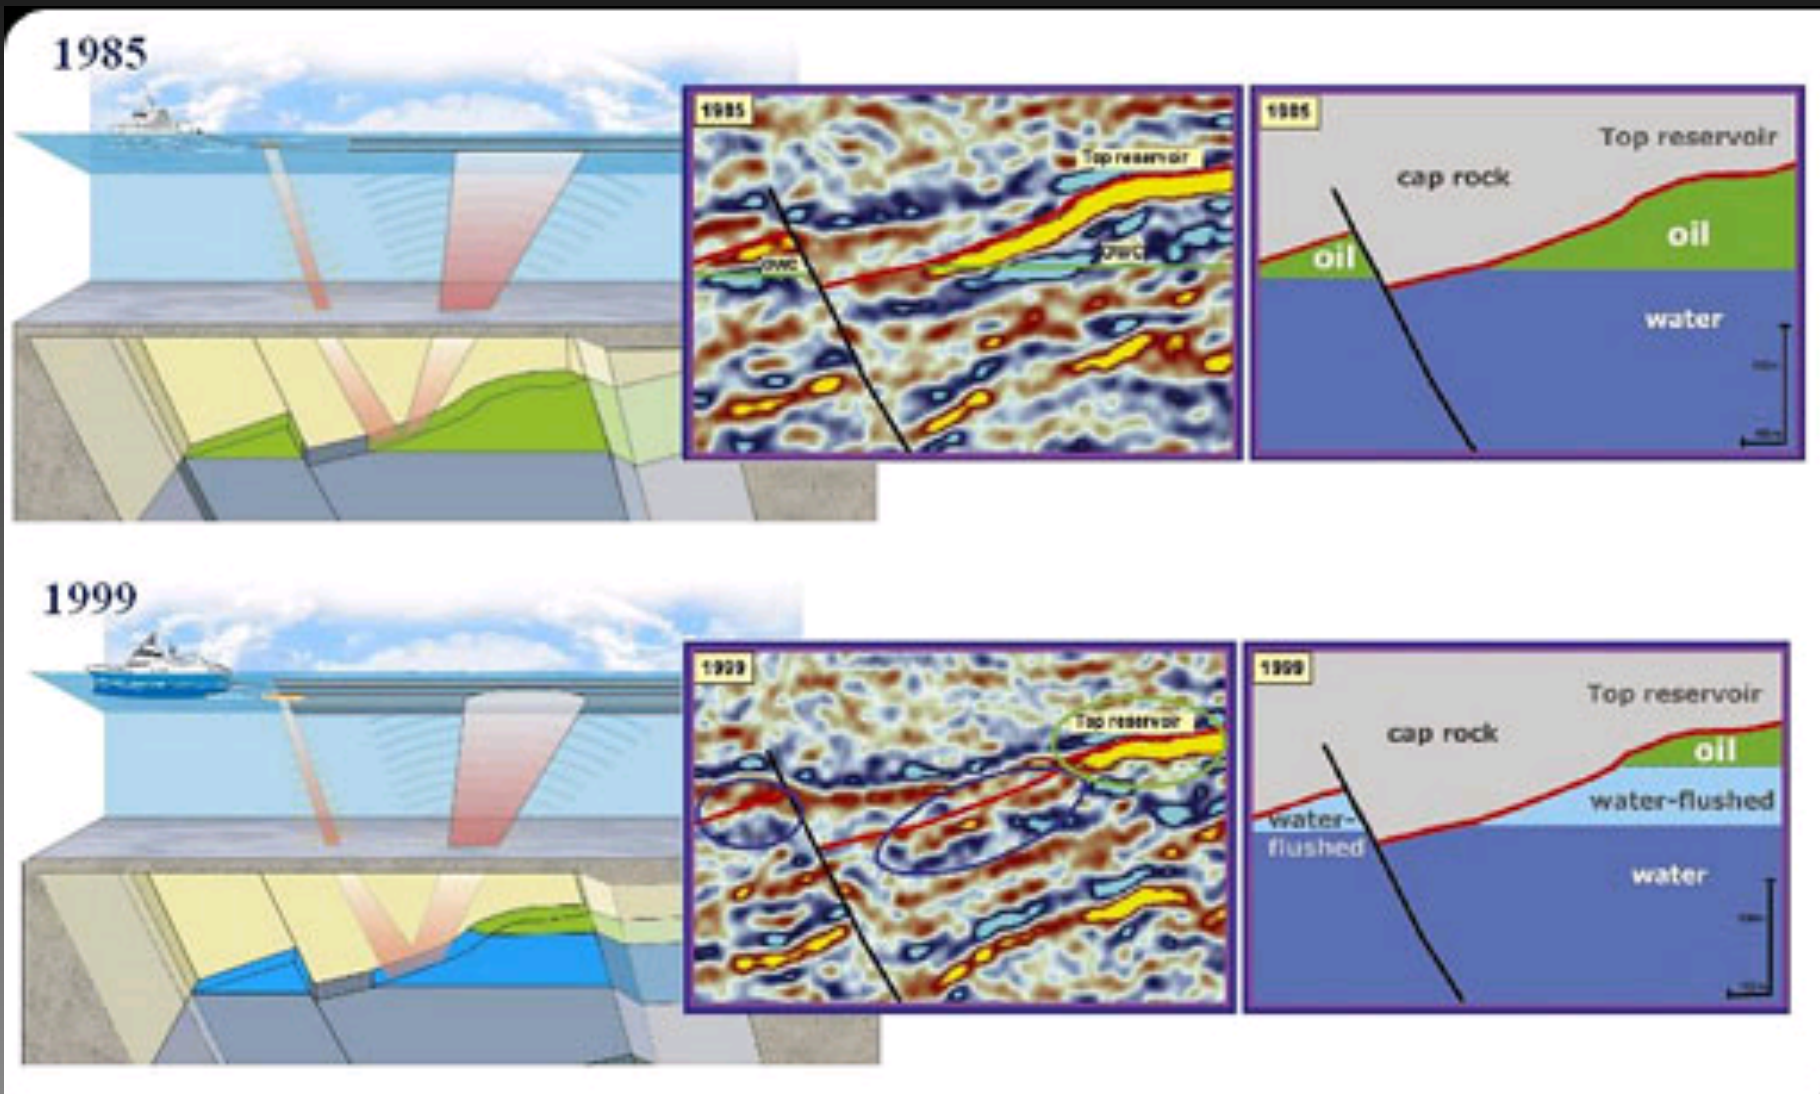 1985
1985
Top reservoir
owc
owc
1985
Top reservoir
cap rock
oil
oil
water
1999
1999
Top reservoir
1999
Top reservoir
cap rock
oil
water-flushed
water-
flushed
water